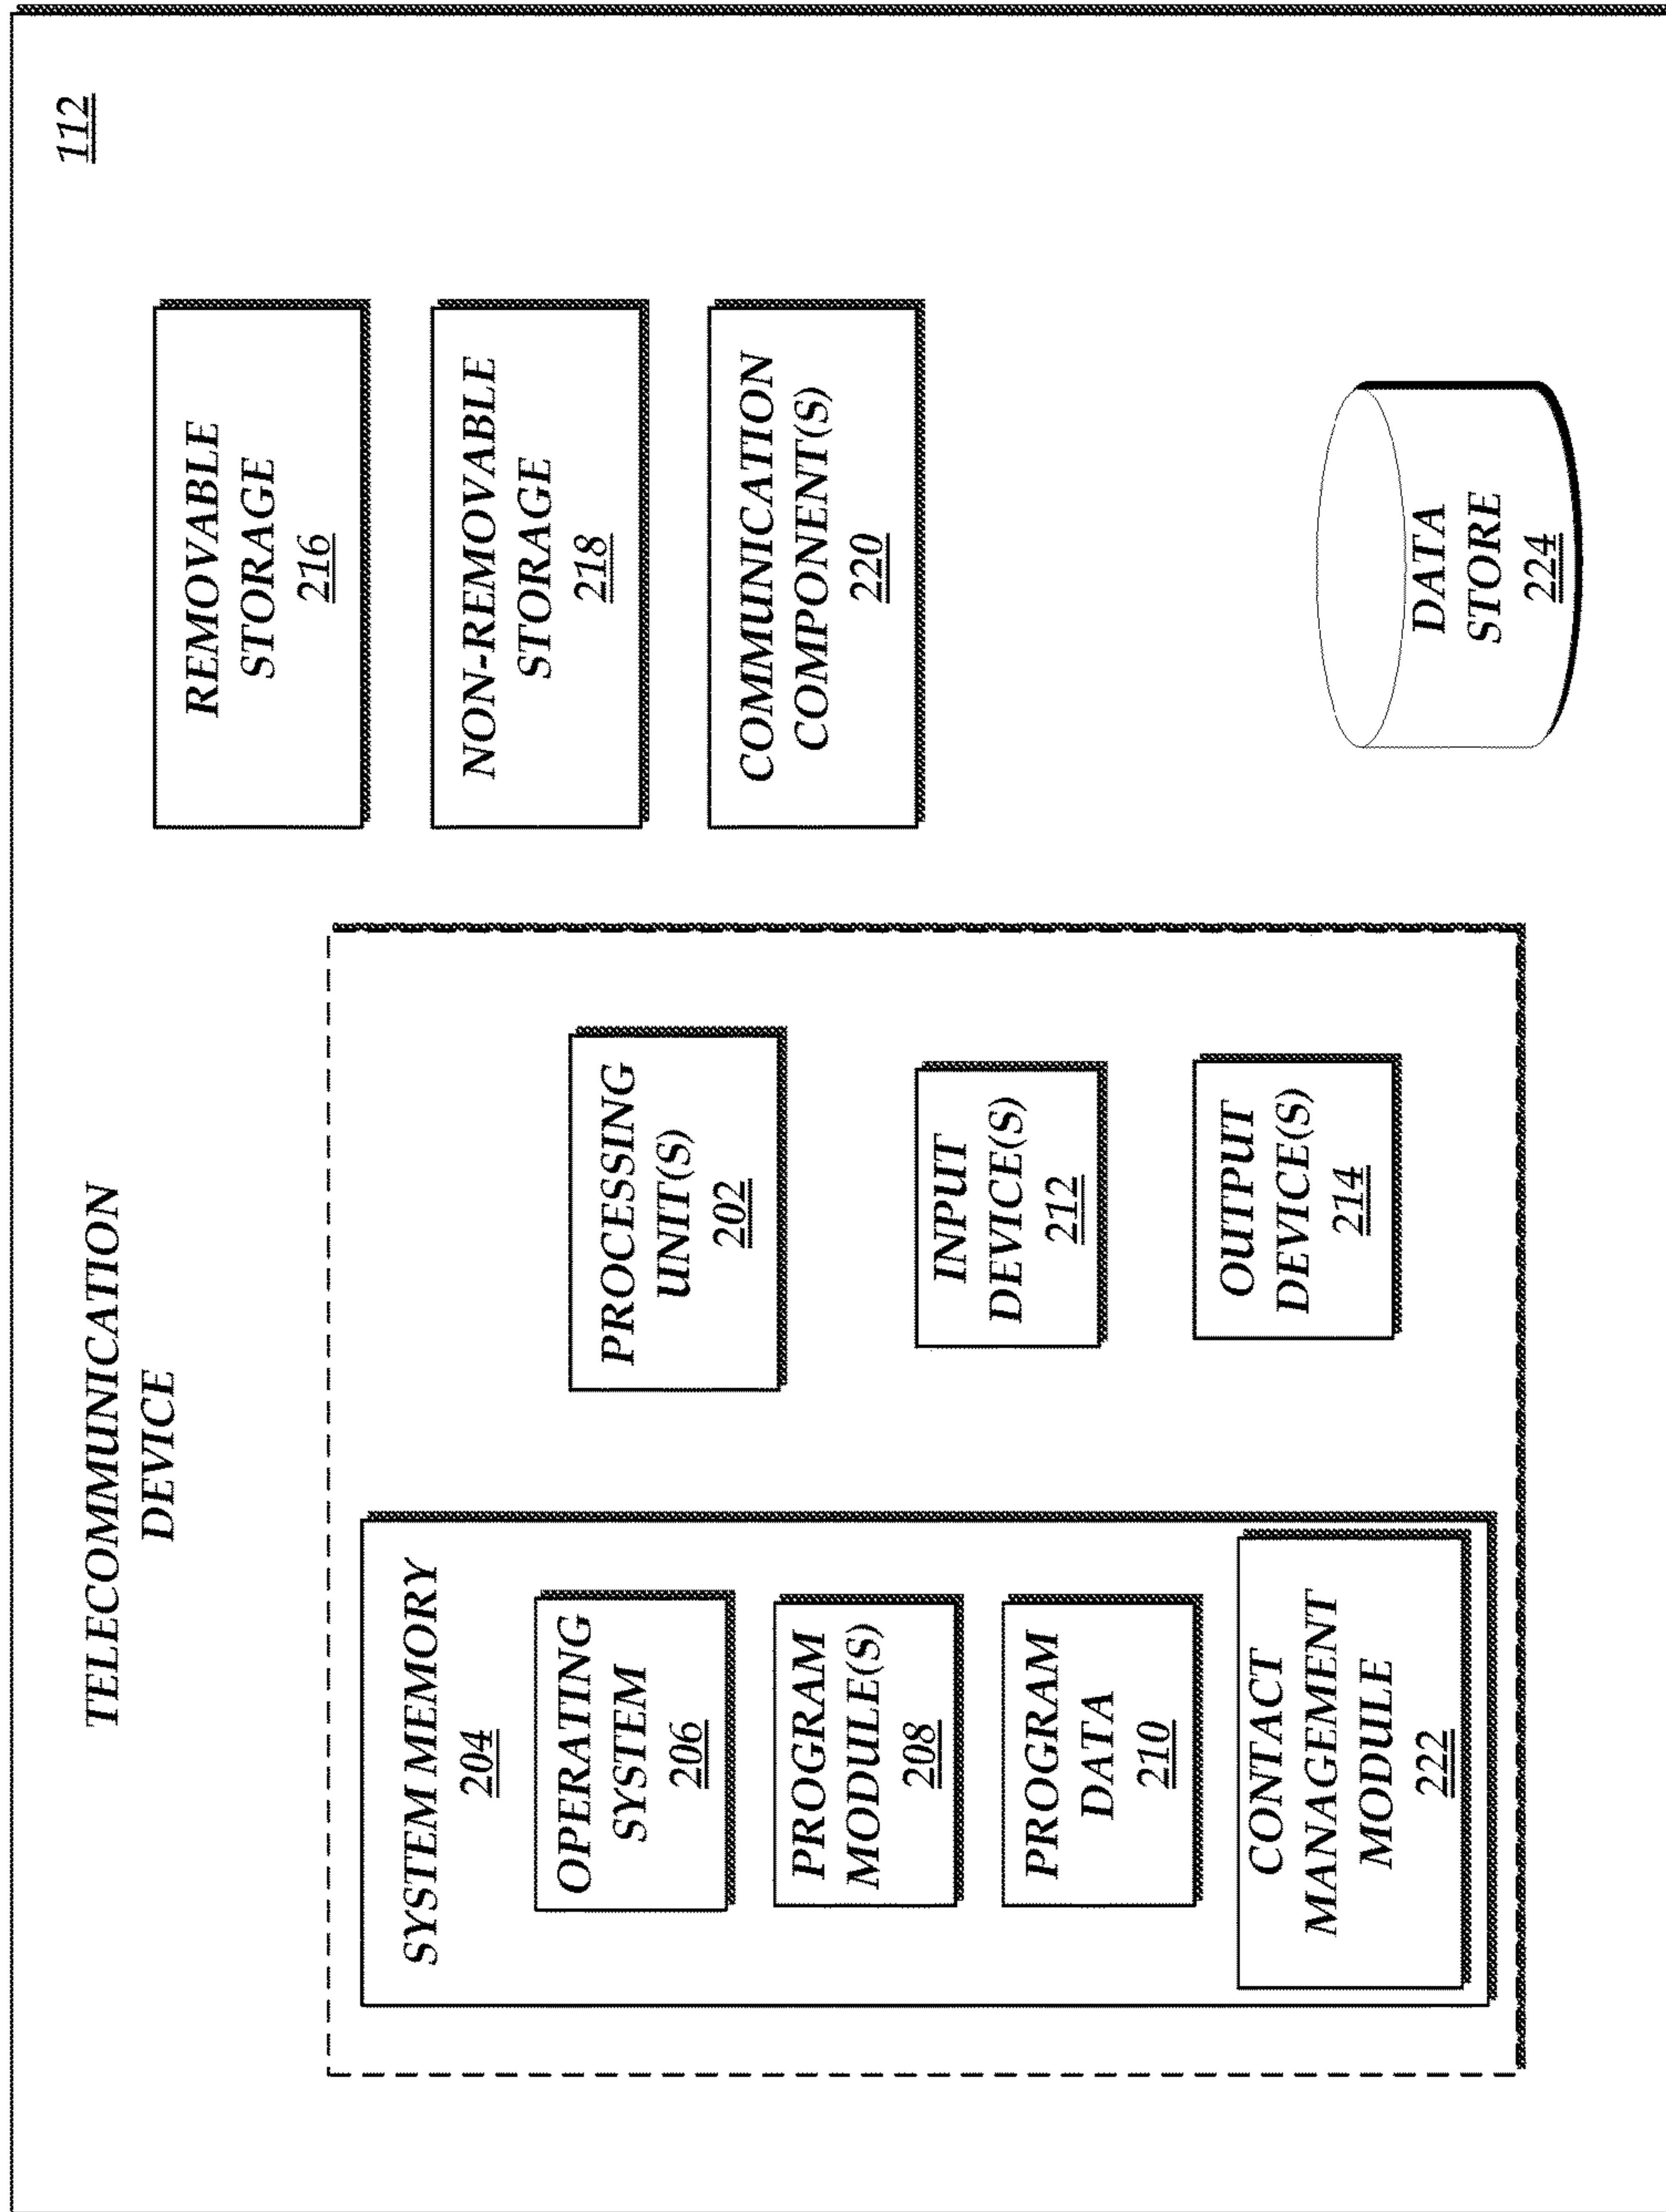 TELECOMMUNICATION
DEVICE
112
SYSTEM MEMORY
204
OPERATING
SYSTEM
206
PROGRAM
MODULE(S)
208
PROGRAM
DATA
210
CONTACT
MANAGEMENT
MODULE
222
PROCESSING
UNIT(S)
202
INPUT
DEVICE(S)
212
OUTPUT
DEVICE(S)
214
REMOVABLE
STORAGE
216
NON-REMOVABLE
STORAGE
218
COMMUNICATION
COMPONENT(S)
220
DATA
STORE
224